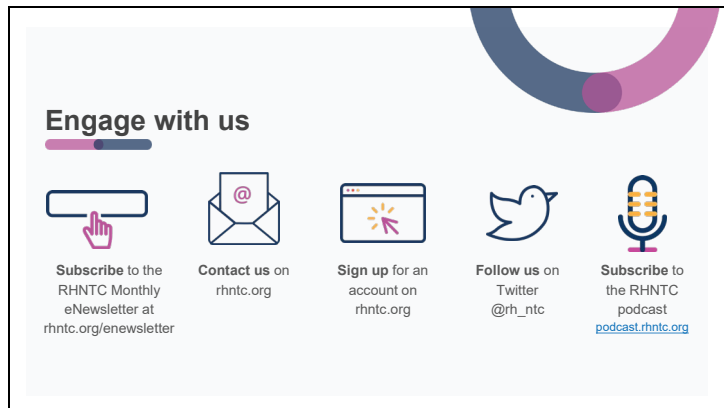 Engage with us
@
Subscribe to the
RHNTC Monthly
eNewsletter at
rhntc.org/enewsletter
Contact us on
rhntc.org
Sign up for an
account on
rhntc.org
Follow us on
Twitter
@rh_ntc
Subscribe to
the RHNTC
podcast
podcast.rhntc.org